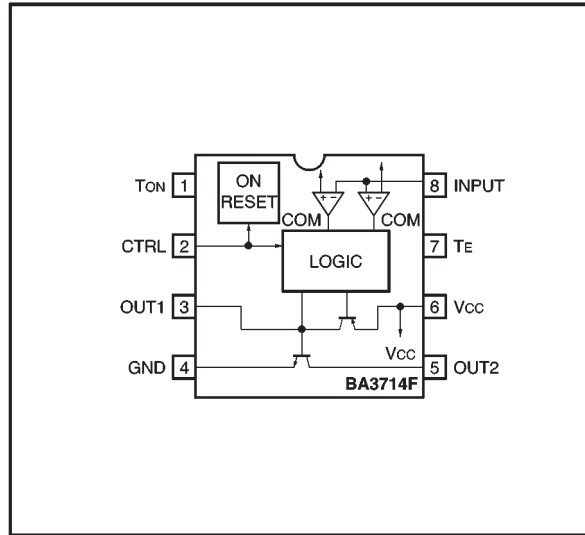 TON 1
ON
RESET
8 INPUT
+ -
+ -
COM
COM
CTRL 2
LOGIC
7 TE
OUT1 3
6 VCC
VCC
GND 4
5 OUT2
BA3714F